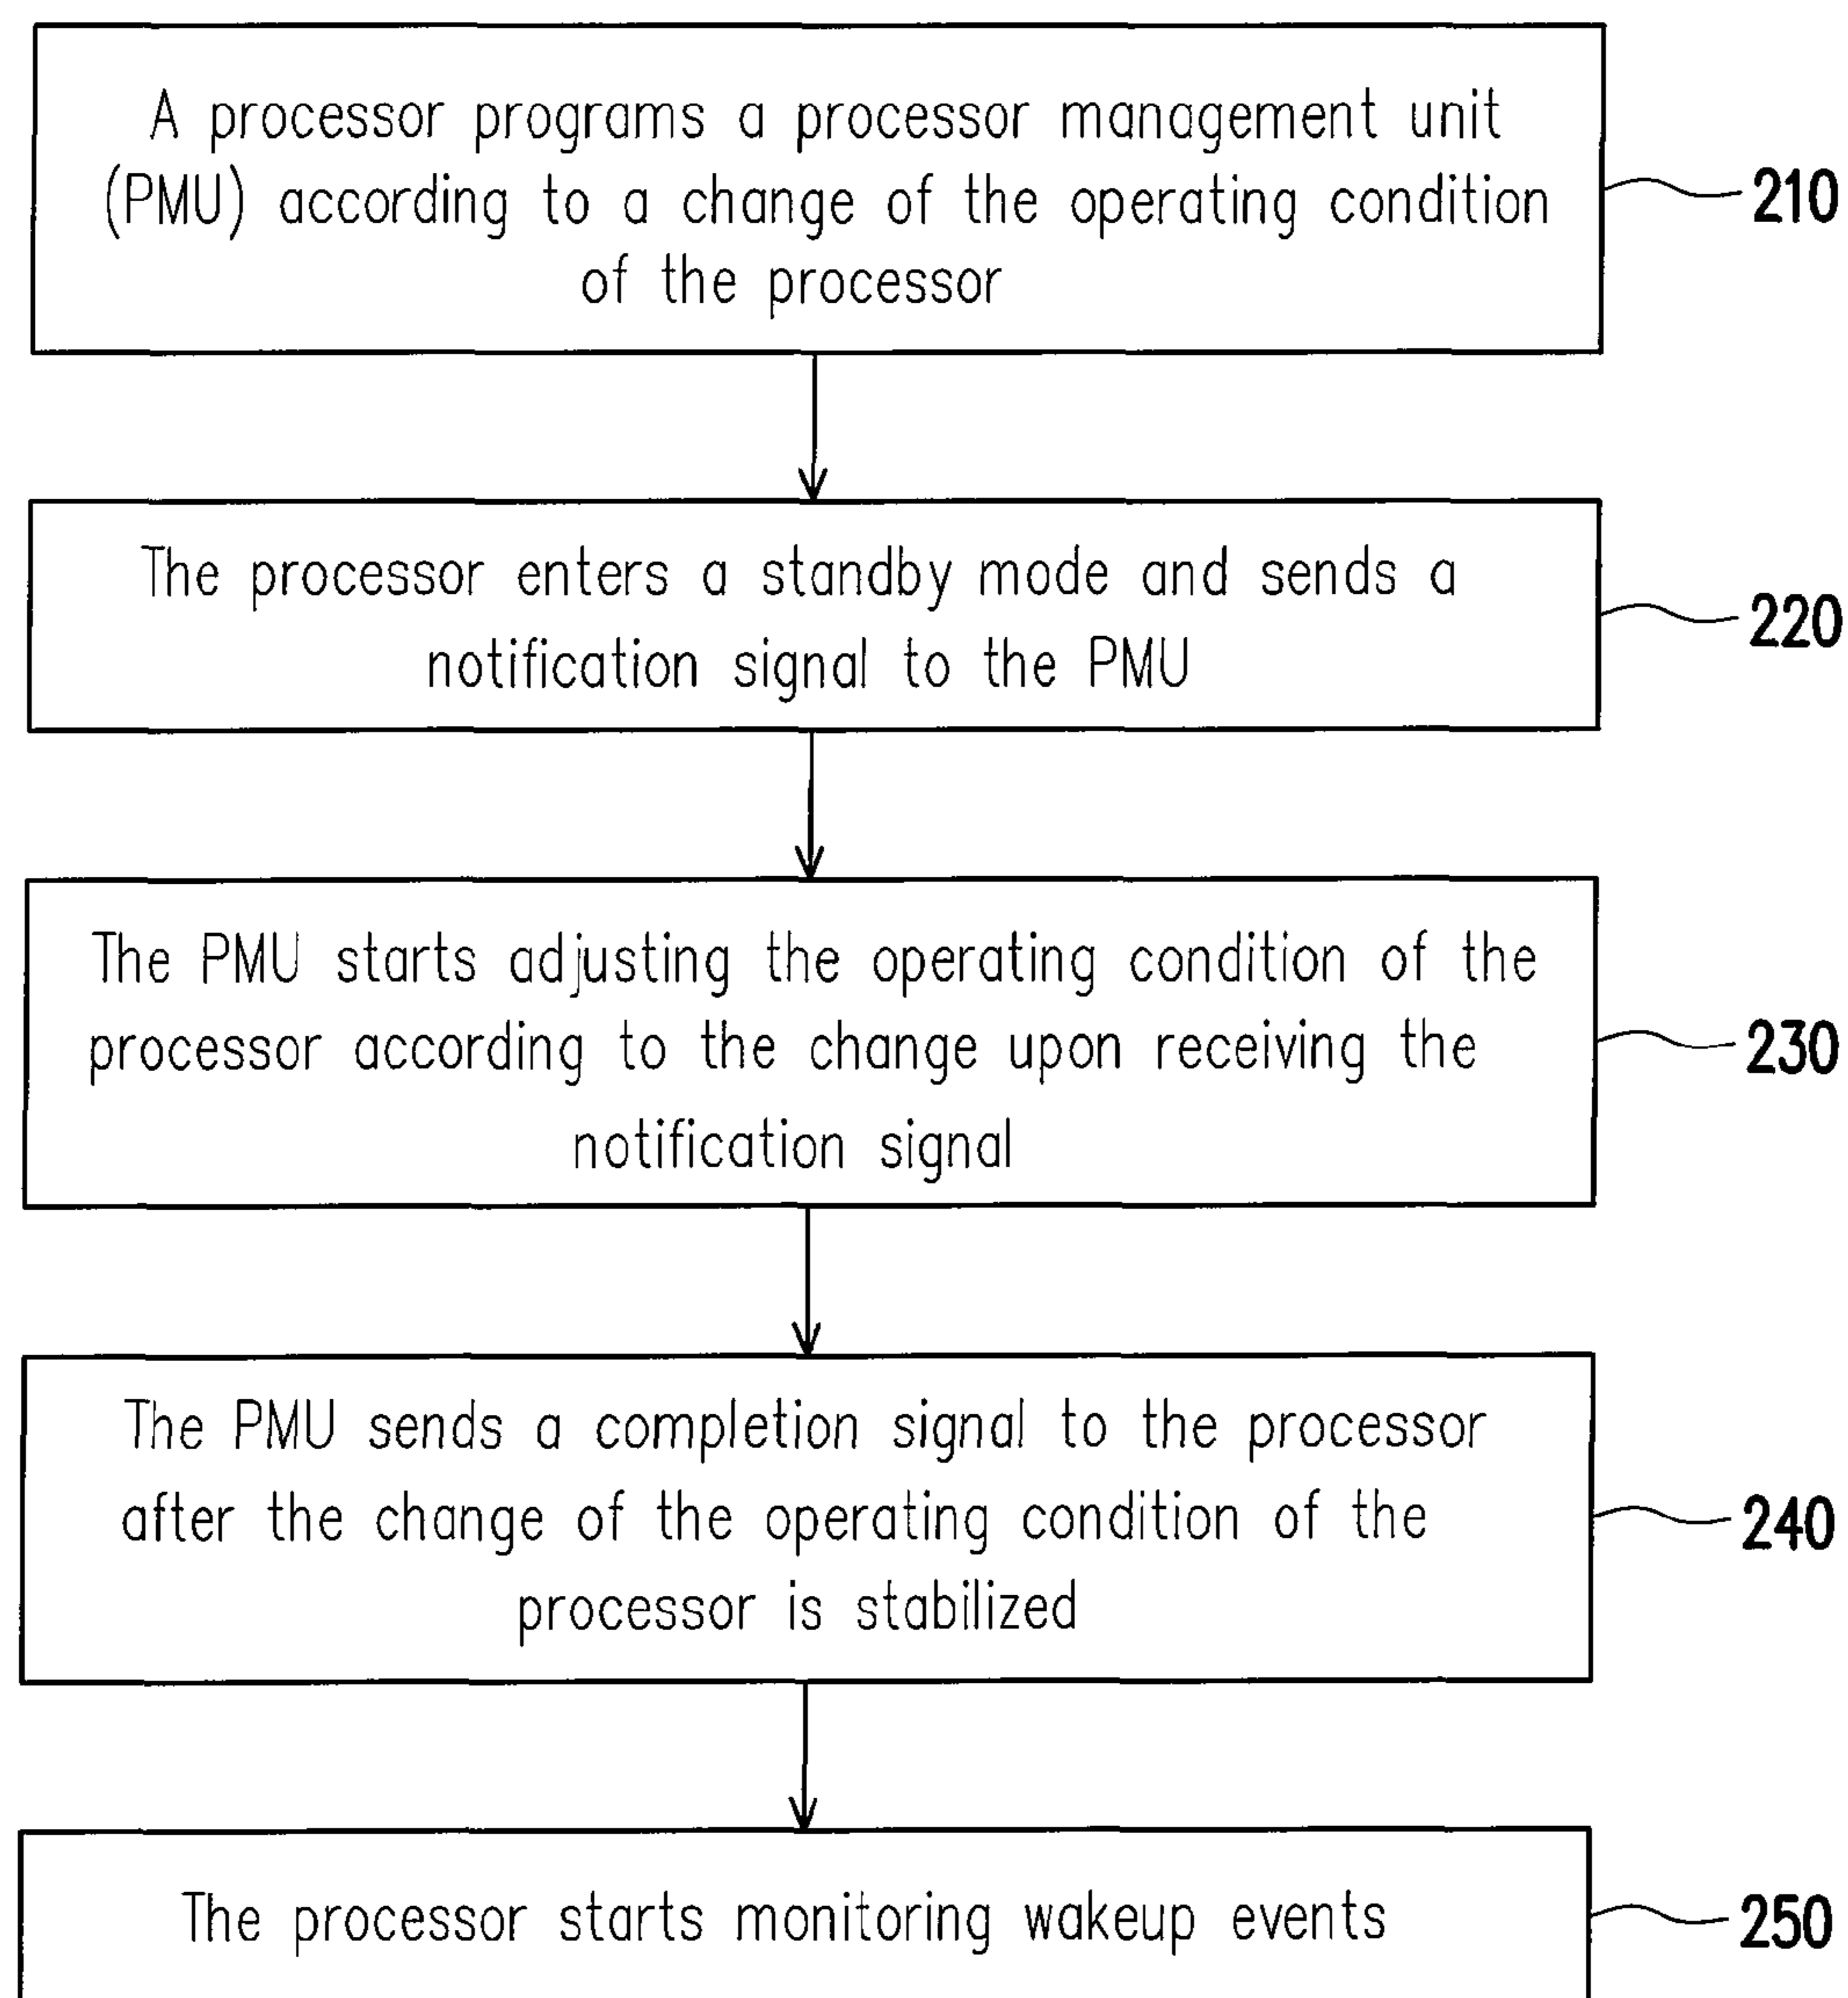 A processor programs a processor management unit
(PMU) according to a change of the operating condition
of the processor
210
The processor enters a standby mode and sends a
notification signal to the PMU
220
The PMU starts adjusting the operating condition of the
processor according to the change upon receiving the
notification signal
230
The PMU sends a completion signal to the processor
after the change of the operating condition of the
processor is stabilized
240
The processor starts monitoring wakeup events
250